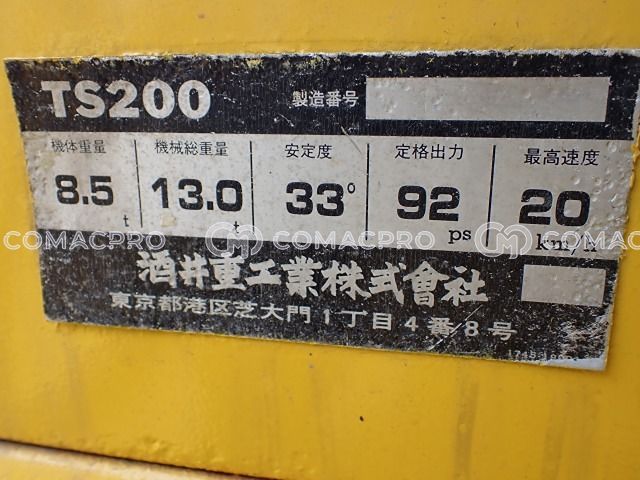 TS200 製造番号
機体重量 機械総重量 安定度 定格出力 最高速度
8.5 t 13.0 t 33° 92 ps 20 km/H
COMACPRO COMACPRO COMACPRO
酒井重工業株式會社
東京都港区芝大門1丁目4番8号